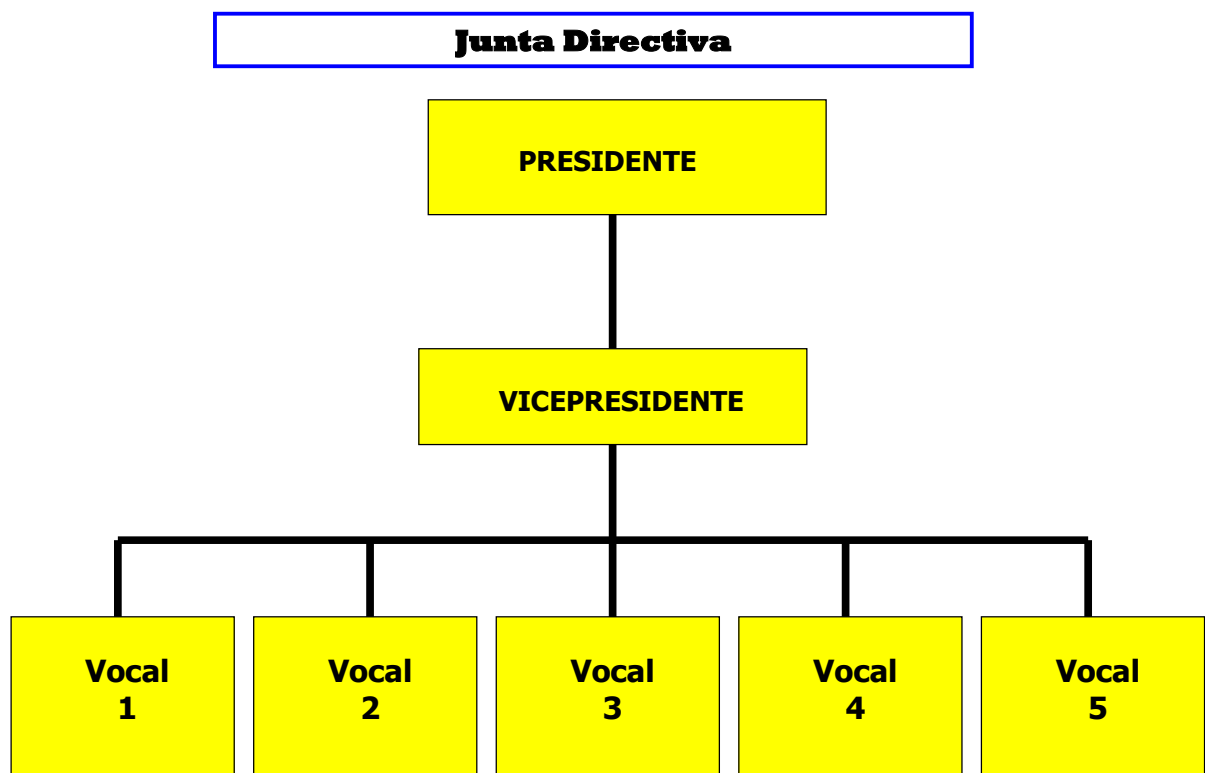 Junta Directiva
PRESIDENTE
VICEPRESIDENTE
Vocal
1
Vocal
2
Vocal
3
Vocal
4
Vocal
5